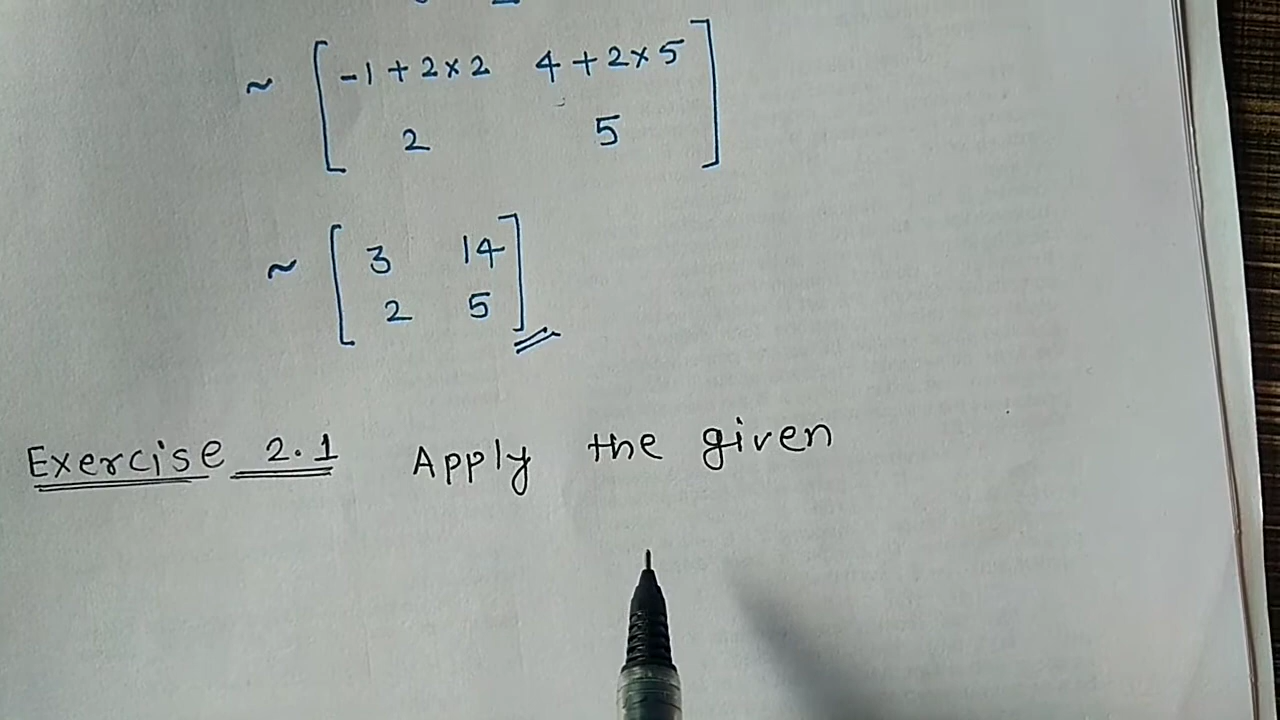 ~ [ -1 + 2 × 2 4 + 2 × 5
2 5 ]
~ [ 3 14
2 5 ]
Exercise 2.1 Apply the given